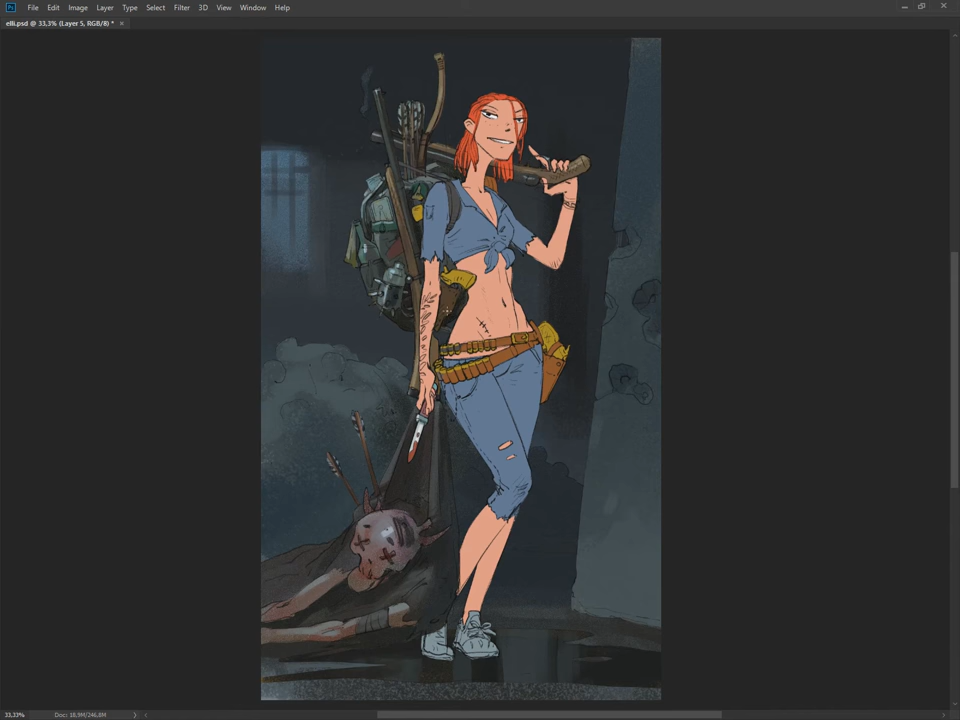 Ps File Edit Image Layer Type Select Filter 3D View Window Help
elli.psd @ 33,3% (Layer 5, RGB/8) *
33,33% Doc: 18,9M/246,8M